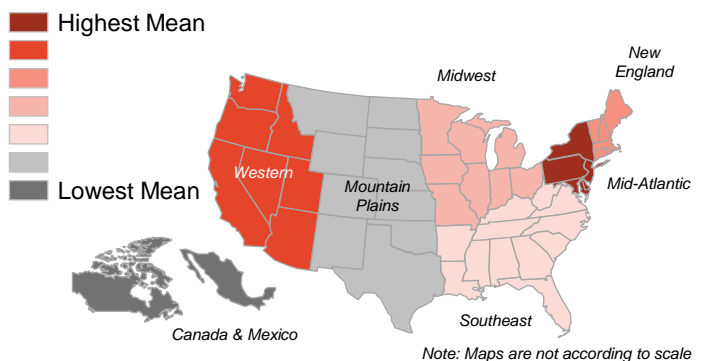 Highest Mean
Lowest Mean
New
England
Midwest
Western
Mountain
Plains
Mid-Atlantic
Southeast
Canada & Mexico
Note: Maps are not according to scale